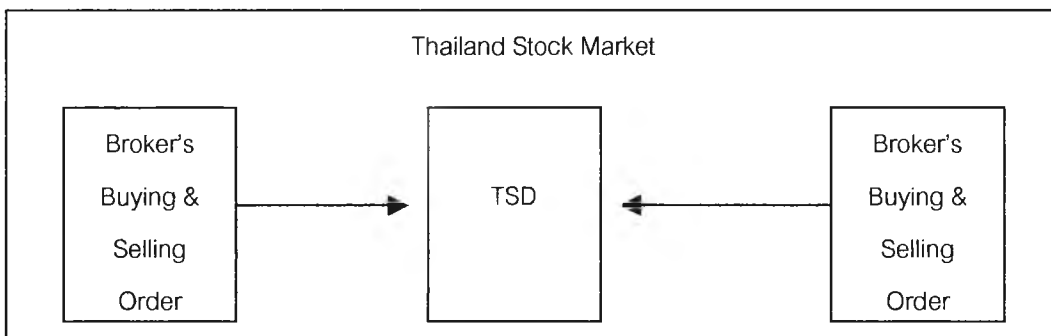 Thailand Stock Market
Broker's
Buying &
Selling
Order
TSD
Broker's
Buying &
Selling
Order